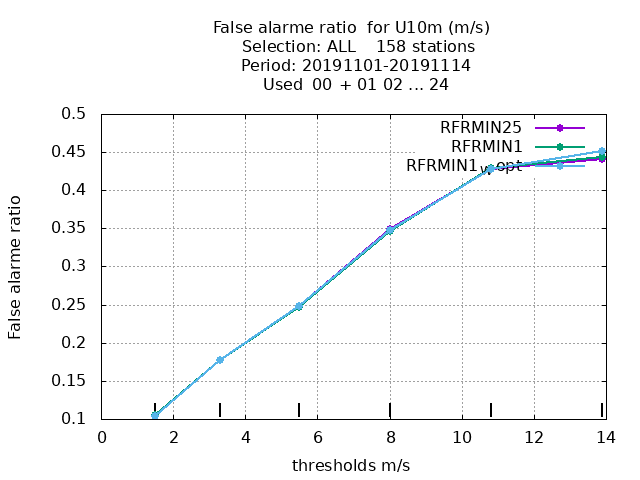 False alarme ratio for U10m (m/s)
Selection: ALL 158 stations
Period: 20191101-20191114
Used 00 + 01 02 ... 24
False alarme ratio
0.5
0.45
0.4
0.35
0.3
0.25
0.2
0.15
0.1
RFRMIN25
RFRMIN1
RFRMIN1w opt
0 2 4 6 8 10 12 14
thresholds m/s